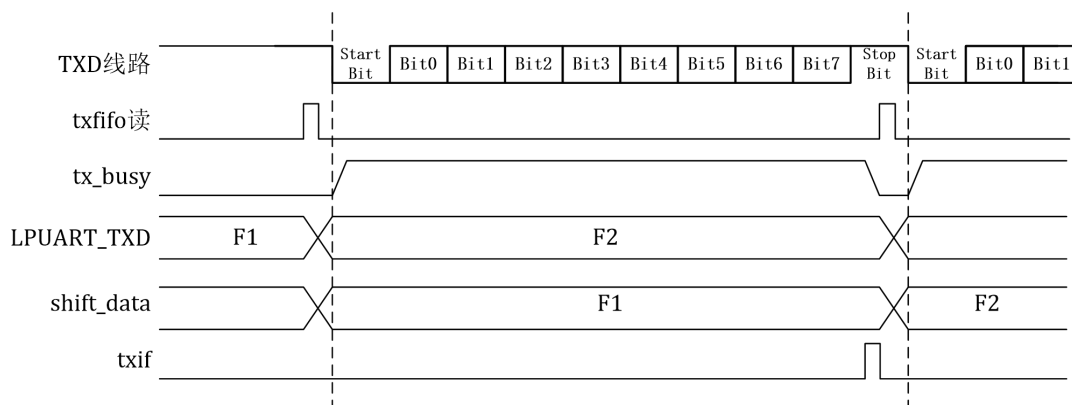 TXD线路 Start Bit Bit0 Bit1 Bit2 Bit3 Bit4 Bit5 Bit6 Bit7 Stop Bit Start Bit Bit0 Bit1
txfifo读
tx_busy
LPUART_TXD F1 F2
shift_data F1 F2
txif